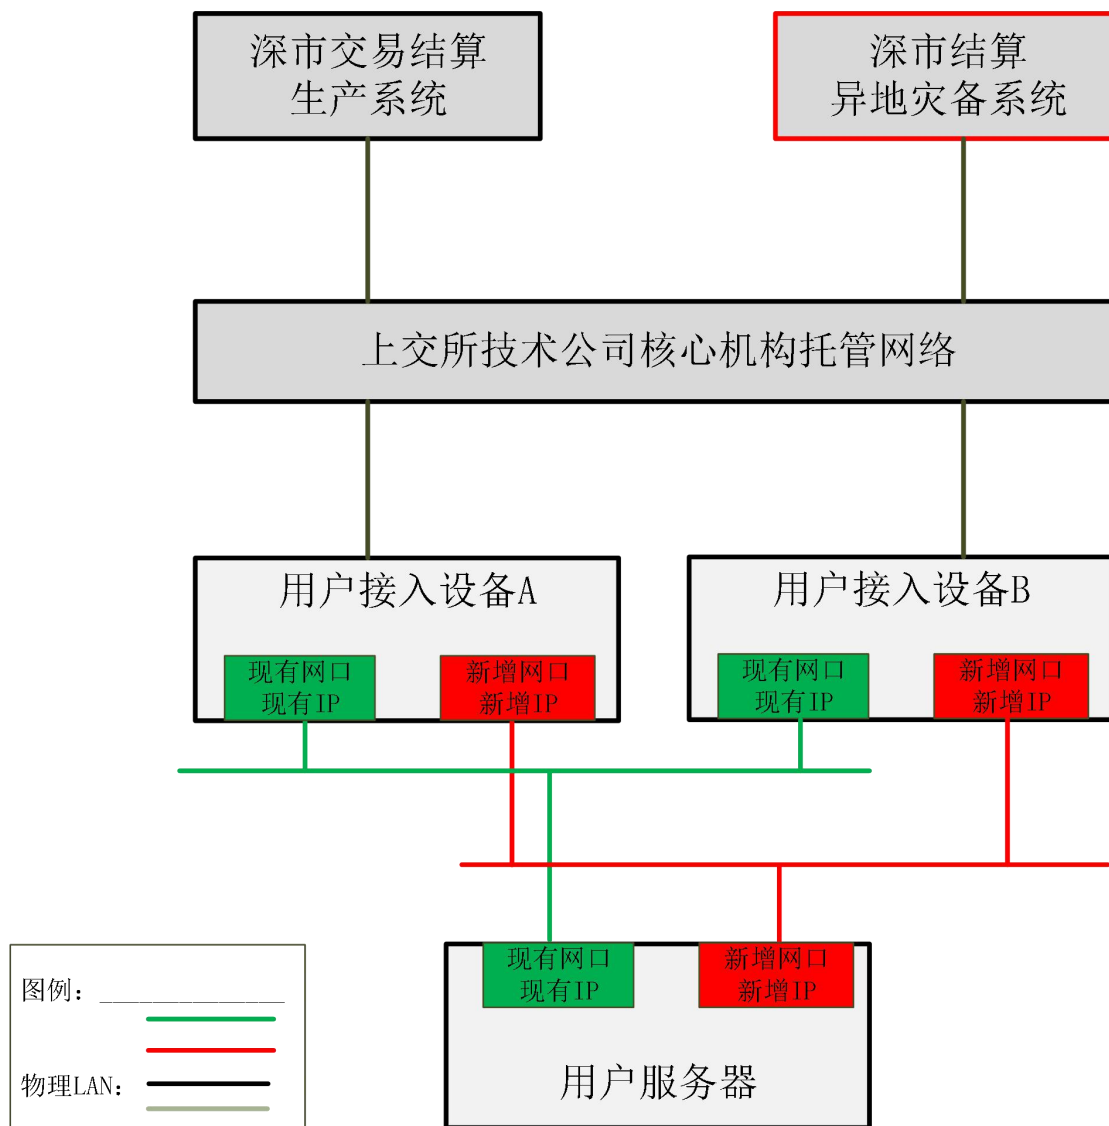 深市交易结算
生产系统
深市结算
异地灾备系统
上交所技术公司核心机构托管网络
用户接入设备A
用户接入设备B
现有网口
现有IP
新增网口
新增IP
现有网口
现有IP
新增网口
新增IP
现有网口
现有IP
新增网口
新增IP
用户服务器
图例：
物理LAN：